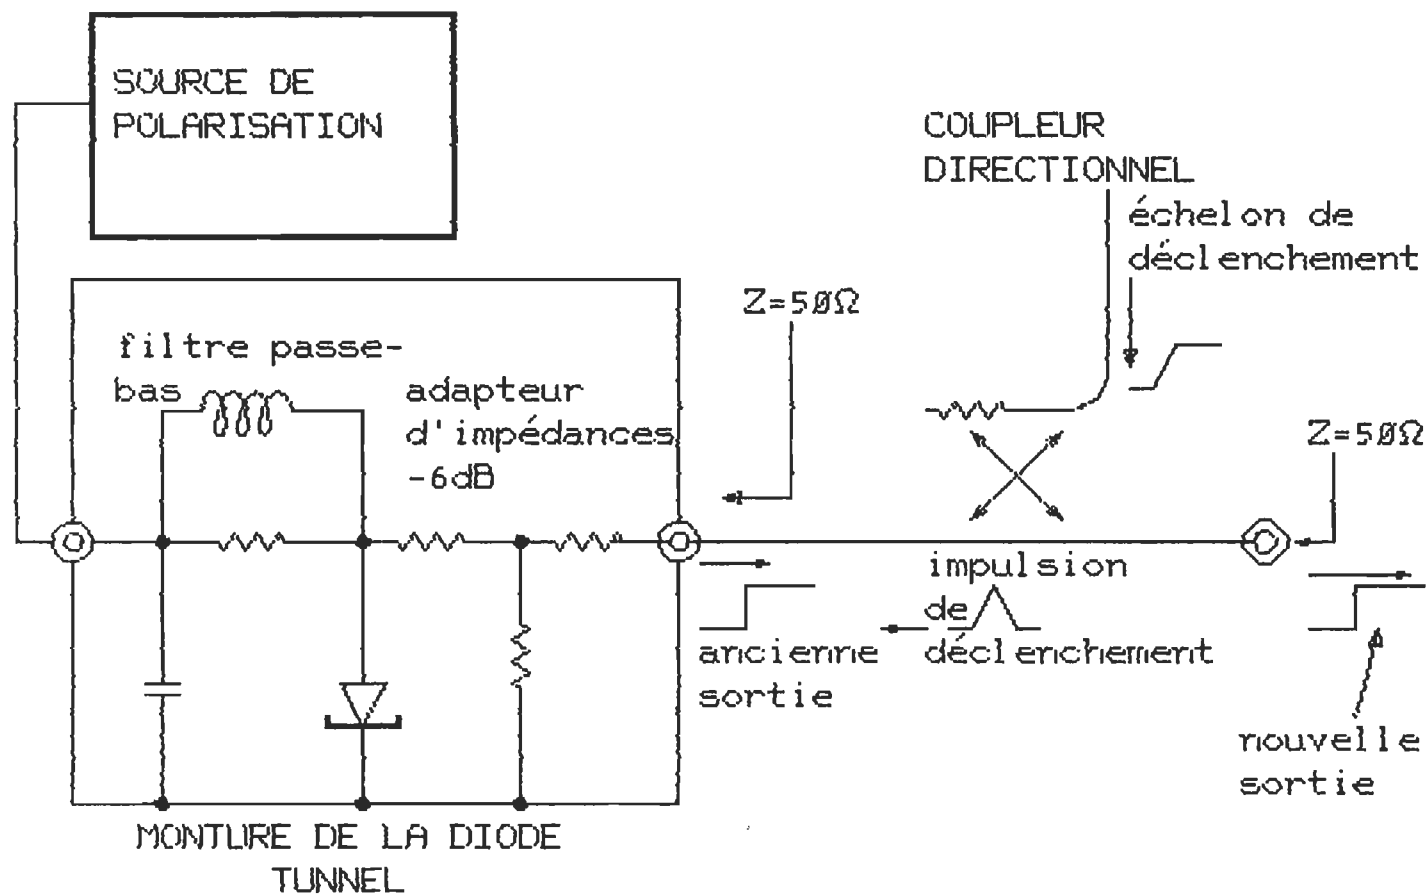 SOURCE DE
POLARISATION
COUPLEUR
DIRECTIONNEL
échelon de
déclenchement
Z=50Ω
filtre passe-
bas
adapteur
d'impédances
-6dB
Z=50Ω
impulsion
de
déclenchement
ancienne
sortie
nouvelle
sortie
MONTURE DE LA DIODE
TUNNEL